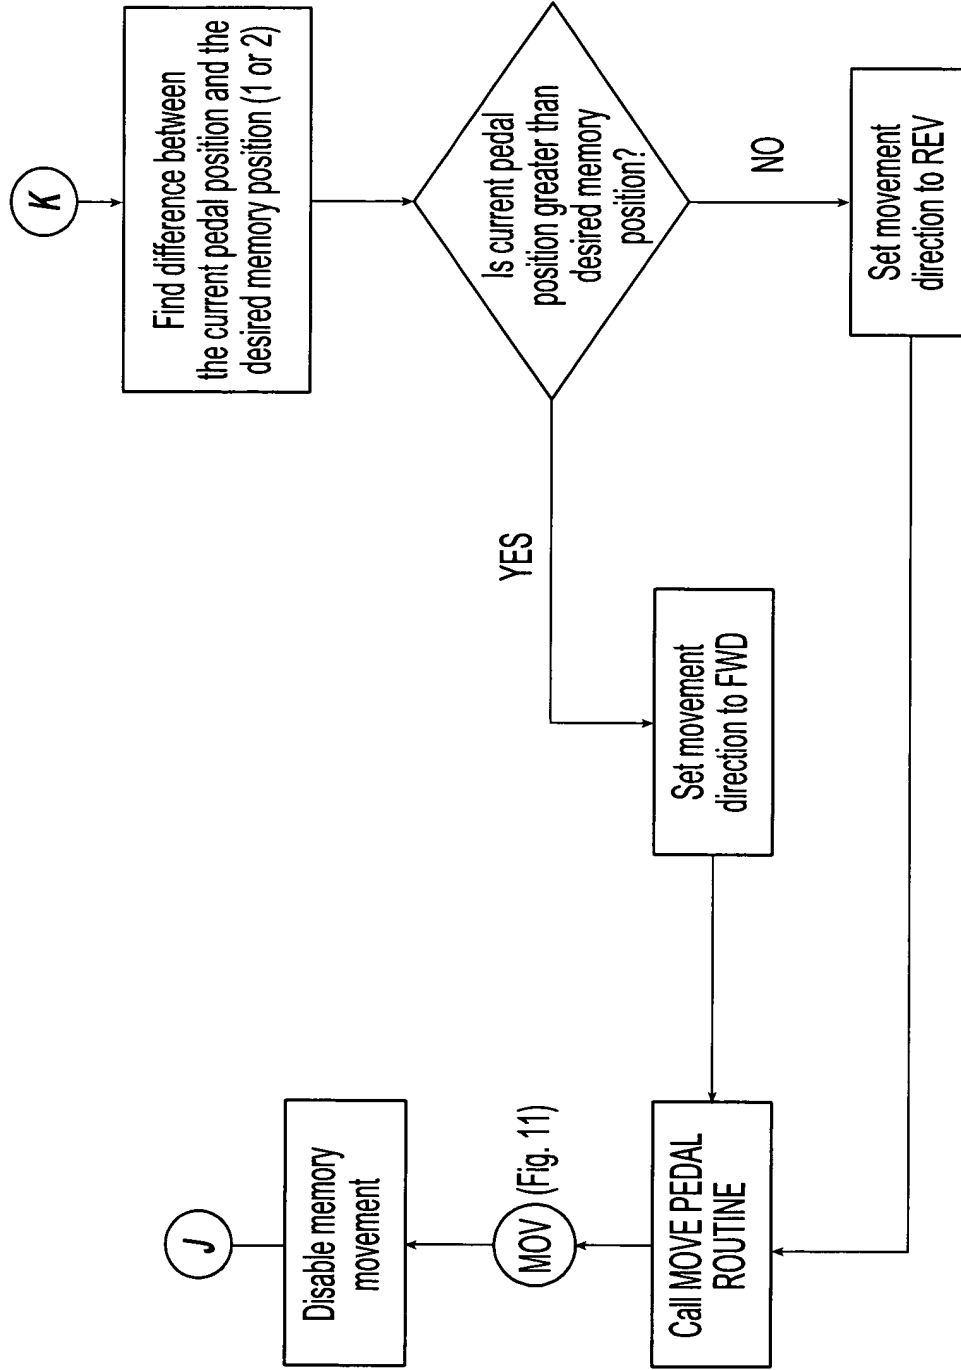 K
Find difference between
the current pedal position and the
desired memory position (1 or 2)
Is current pedal
position greater than
desired memory
position?
YES
NO
Set movement
direction to FWD
Set movement
direction to REV
Call MOVE PEDAL
ROUTINE
MOV (Fig. 11)
Disable memory
movement
J